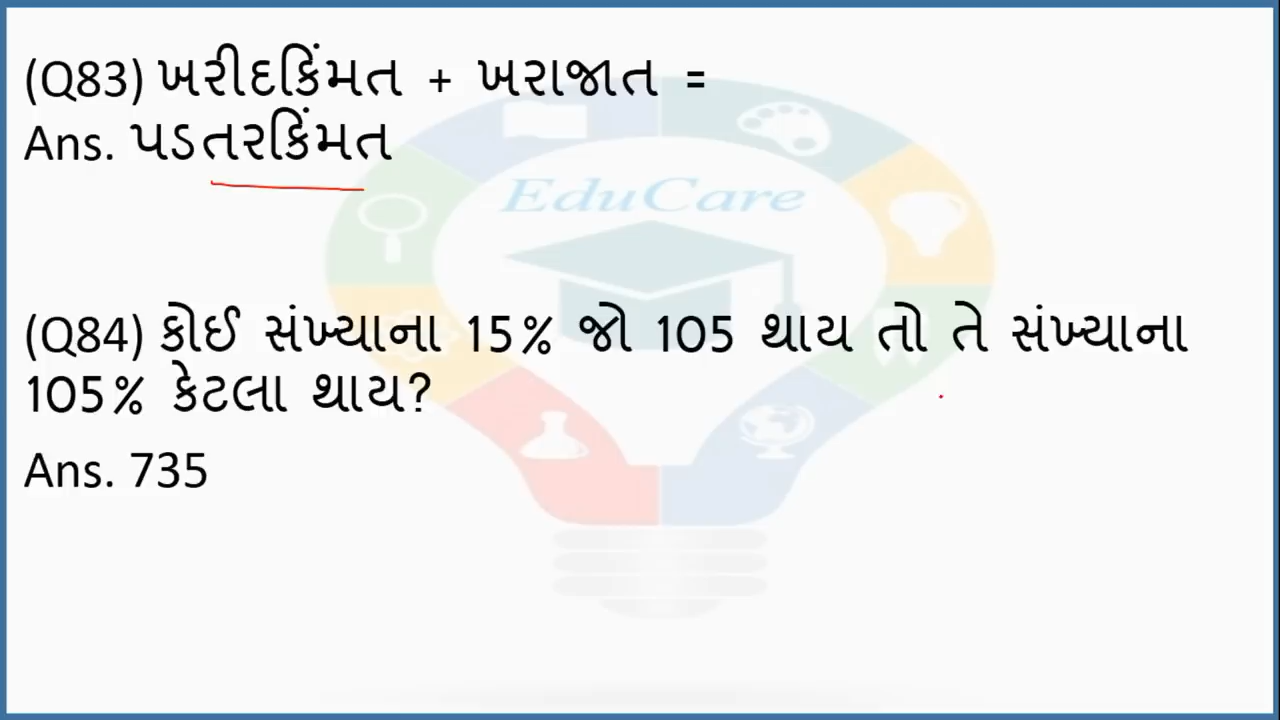 (Q83) ખરીદકિંમત + ખરાજાત =
Ans. પડતરકિંમત
EduCare
(Q84) કોઈ સંખ્યાના 15% જો 105 થાય તો તે સંખ્યાના
105% કેટલા થાય?
Ans. 735